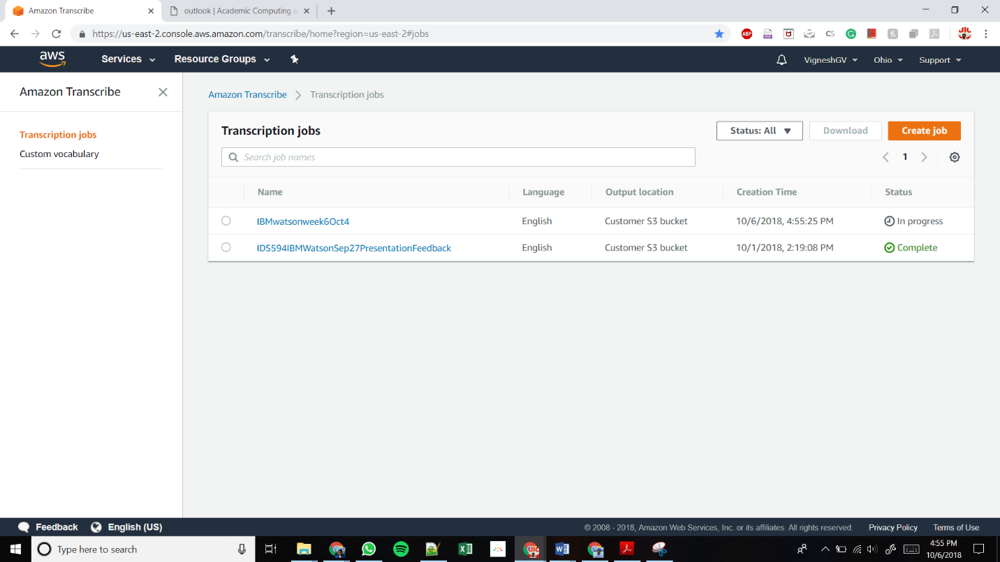 Amazon Transcribe
outlook | Academic Computing a
https://us-east-2.console.aws.amazon.com/transcribe/home?region=us-east-2#jobs
ABP
CS
aws
Services
Resource Groups
VigneshGV
Ohio
Support
Amazon Transcribe
Transcription jobs
Custom vocabulary
Amazon Transcribe
Transcription jobs
Transcription jobs
Status: All
Download
Create job
Search job names
1
Name Language Output location Creation Time Status
IBMwatsonweek6Oct4 English Customer S3 bucket 10/6/2018, 4:55:25 PM In progress
IDS594IBMWatsonSep27PresentationFeedback English Customer S3 bucket 10/1/2018, 2:19:08 PM Complete
Feedback
English (US)
© 2008 - 2018, Amazon Web Services, Inc. or its affiliates. All rights reserved.
Privacy Policy
Terms of Use
Type here to search
4:55 PM
10/6/2018